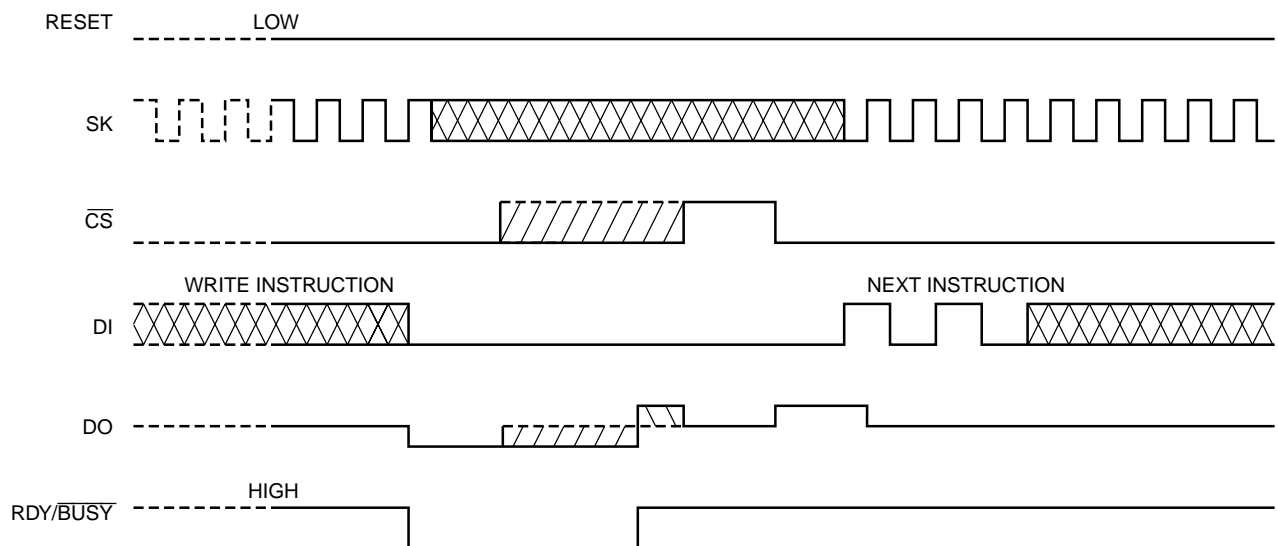 RESET
LOW
SK
CS
WRITE INSTRUCTION
NEXT INSTRUCTION
DI
DO
HIGH
RDY/BUSY